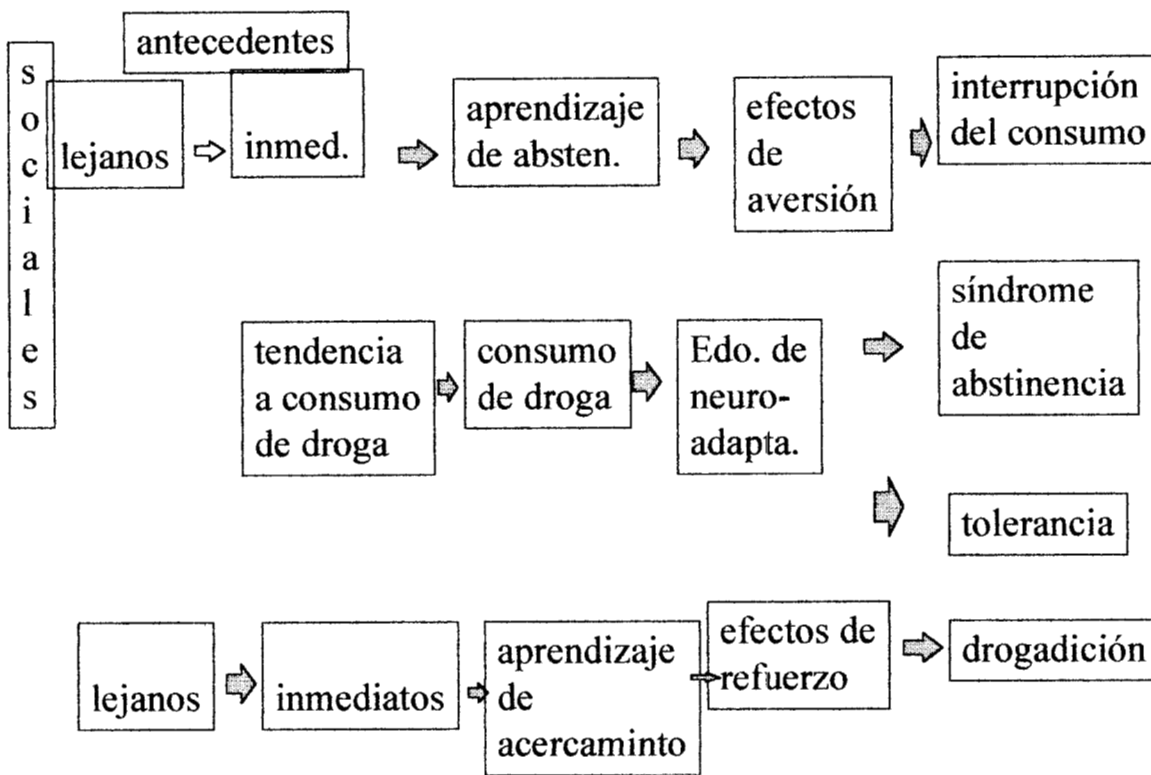 antecedentes
s
o
c
i
a
l
e
s
lejanos
inmed.
aprendizaje
de absten.
efectos
de
aversión
interrupción
del consumo
tendencia
a consumo
de droga
consumo
de droga
Edo. de
neuro-
adapta.
síndrome
de
abstinencia
tolerancia
lejanos
inmediatos
aprendizaje
de
acercaminto
efectos de
refuerzo
drogadición